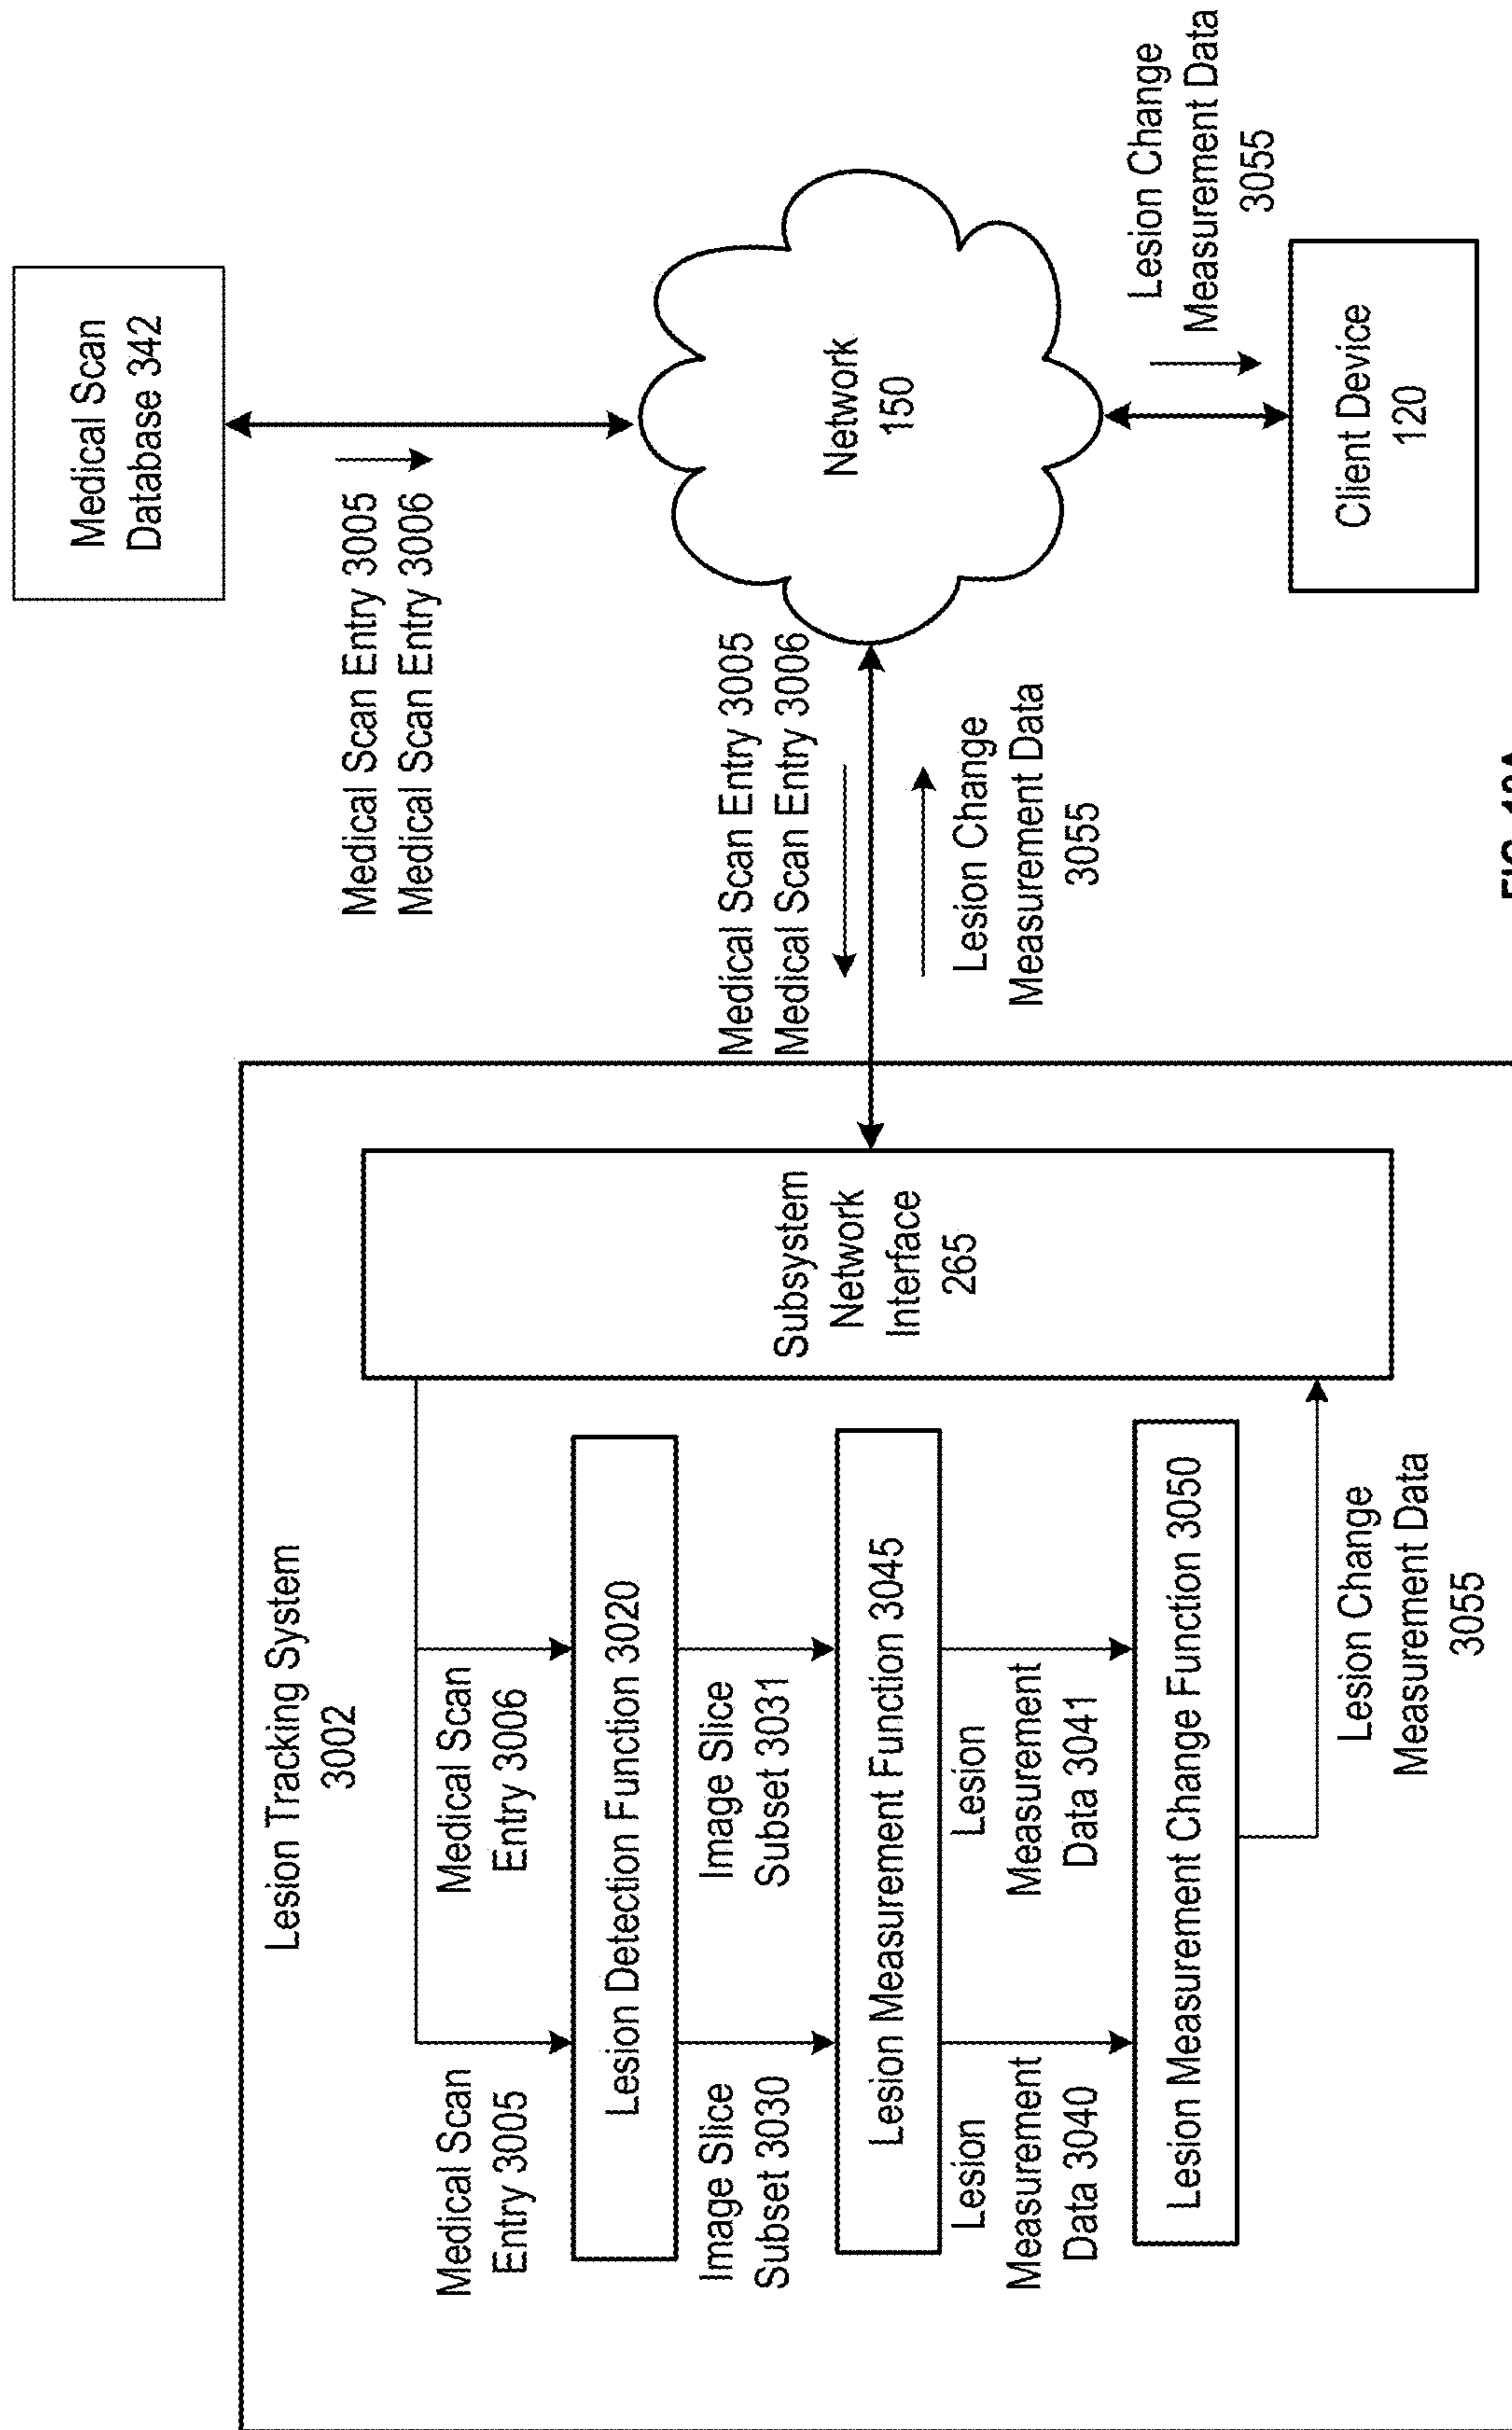 Lesion Tracking System
3002
Medical Scan
Entry 3005
Medical Scan
Entry 3006
Lesion Detection Function 3020
Image Slice
Subset 3030
Image Slice
Subset 3031
Lesion Measurement Function 3045
Lesion
Measurement
Data 3040
Lesion
Measurement
Data 3041
Lesion Measurement Change Function 3050
Lesion Change
Measurement Data
3055
Subsystem
Network
Interface
265
Medical Scan Entry 3005
Medical Scan Entry 3006
Lesion Change
Measurement Data
3055
Medical Scan
Database 342
Medical Scan Entry 3005
Medical Scan Entry 3006
Network
150
Lesion Change
Measurement Data
3055
Client Device
120
FIG.